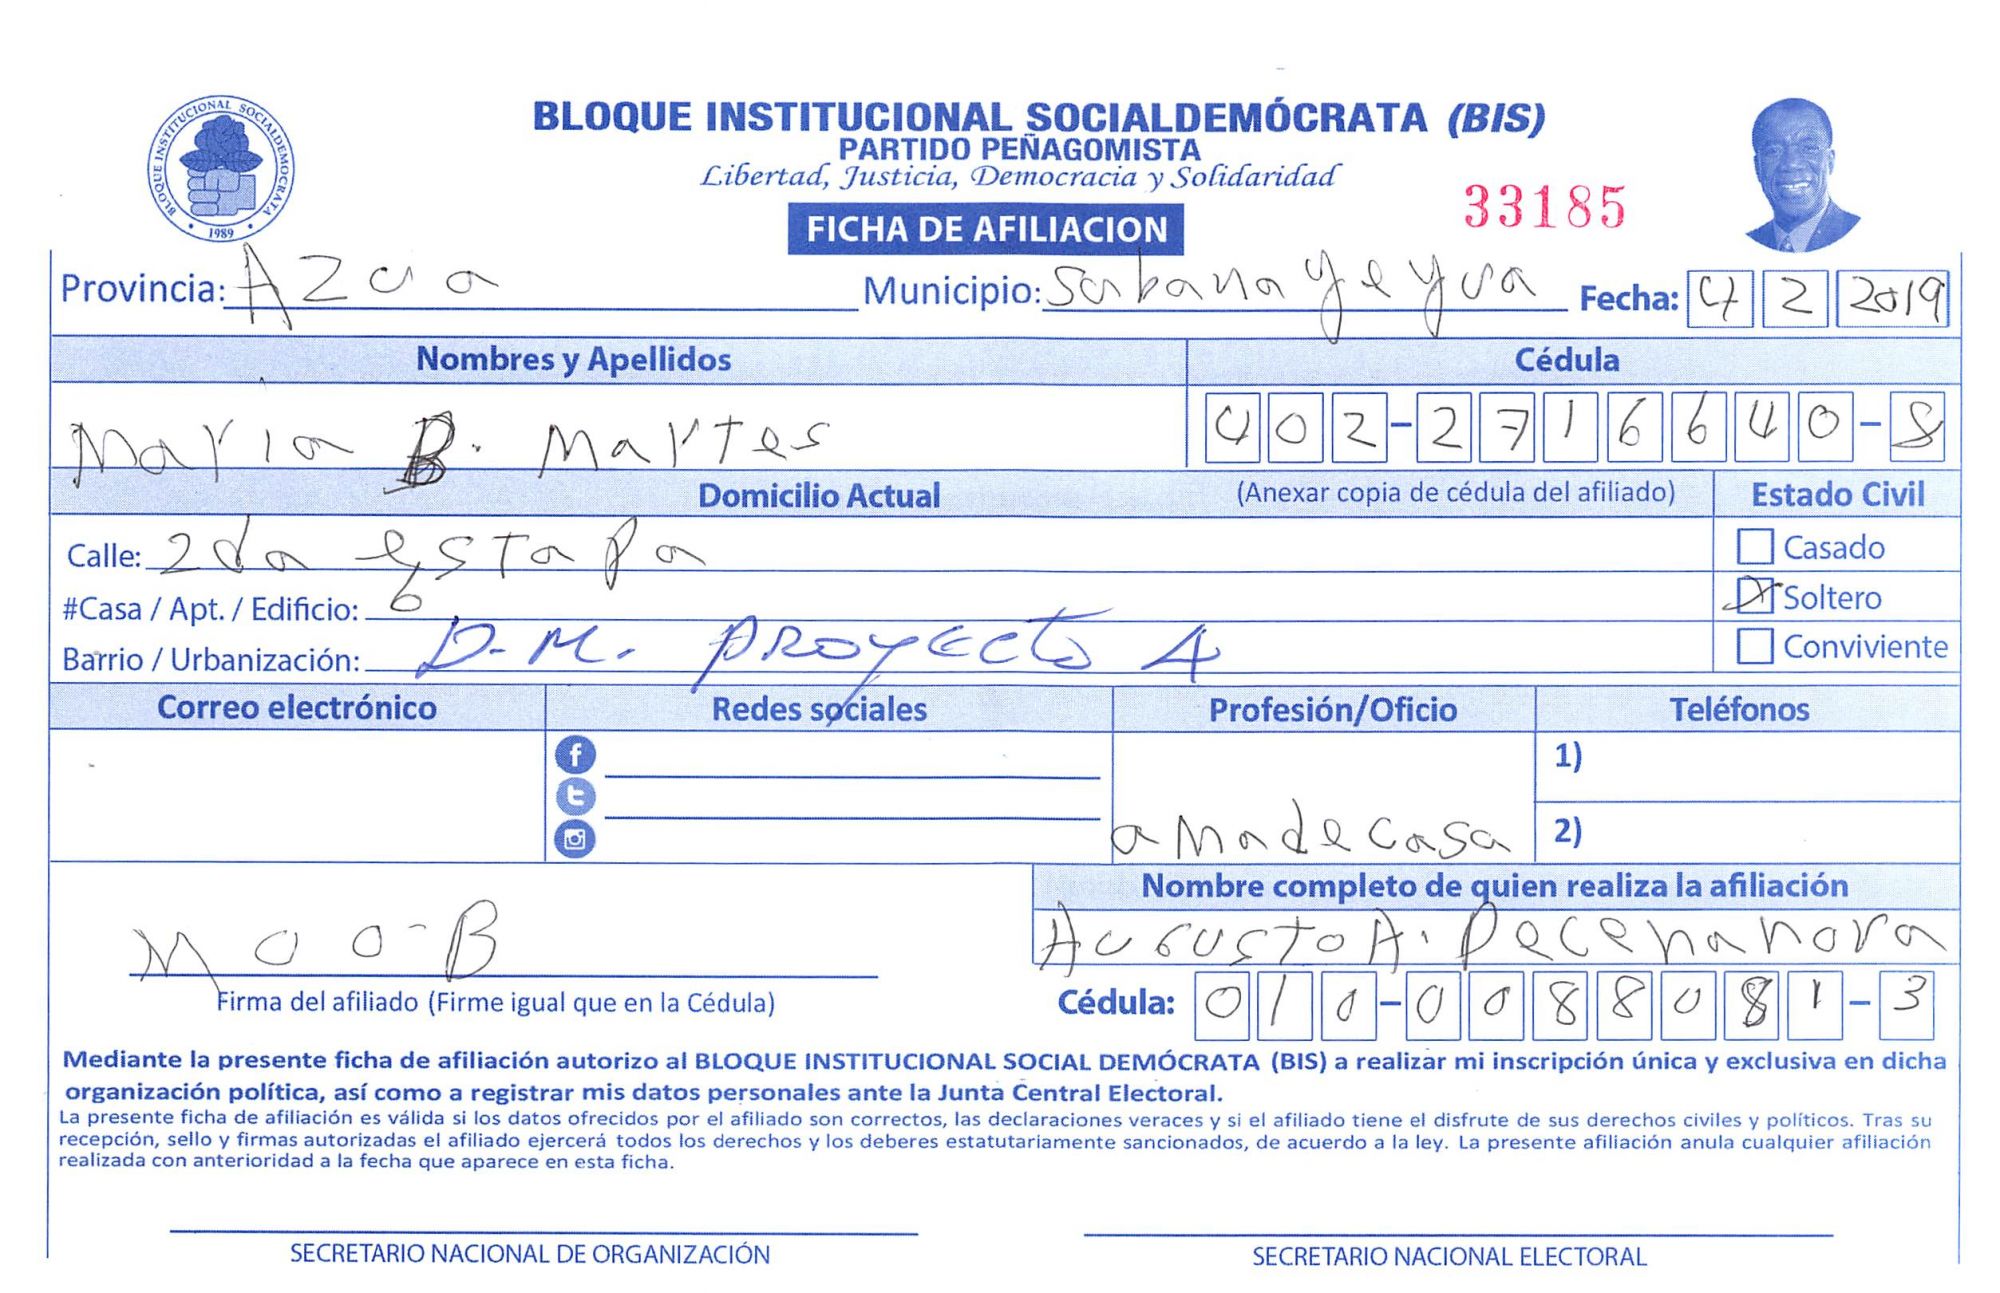 BLOQUE INSTITUCIONAL SOCIALDEMÓCRATA
1989
BLOQUE INSTITUCIONAL SOCIALDEMÓCRATA (BIS)
PARTIDO PEÑAGOMISTA
Libertad, Justicia, Democracia y Solidaridad
33185
FICHA DE AFILIACION
Provincia: Azua Municipio: Sabana Yeyua Fecha: 4 2 2019
Nombres y Apellidos Cédula
Maria B. Martes 402-2716640-8
Domicilio Actual (Anexar copia de cédula del afiliado) Estado Civil
Calle: 2da estapa Casado
#Casa / Apt. / Edificio: 6 Soltero
Barrio / Urbanización: D.M. PROYECTO 4 Conviviente
Correo electrónico Redes sociales Profesión/Oficio Teléfonos
1)
ama de casa 2)
Nombre completo de quien realiza la afiliación
M O O-B Augusto A.
Firma del afiliado (Firme igual que en la Cédula) Cédula: 010-0088081-3
Mediante la presente ficha de afiliación autorizo al BLOQUE INSTITUCIONAL SOCIAL DEMÓCRATA (BIS) a realizar mi inscripción única y exclusiva en dicha
organización política, así como a registrar mis datos personales ante la Junta Central Electoral.
La presente ficha de afiliación es válida si los datos ofrecidos por el afiliado son correctos, las declaraciones veraces y si el afiliado tiene el disfrute de sus derechos civiles y políticos. Tras su
recepción, sello y firmas autorizadas el afiliado ejercerá todos los derechos y los deberes estatutariamente sancionados, de acuerdo a la ley. La presente afiliación anula cualquier afiliación
realizada con anterioridad a la fecha que aparece en esta ficha.
SECRETARIO NACIONAL DE ORGANIZACIÓN SECRETARIO NACIONAL ELECTORAL